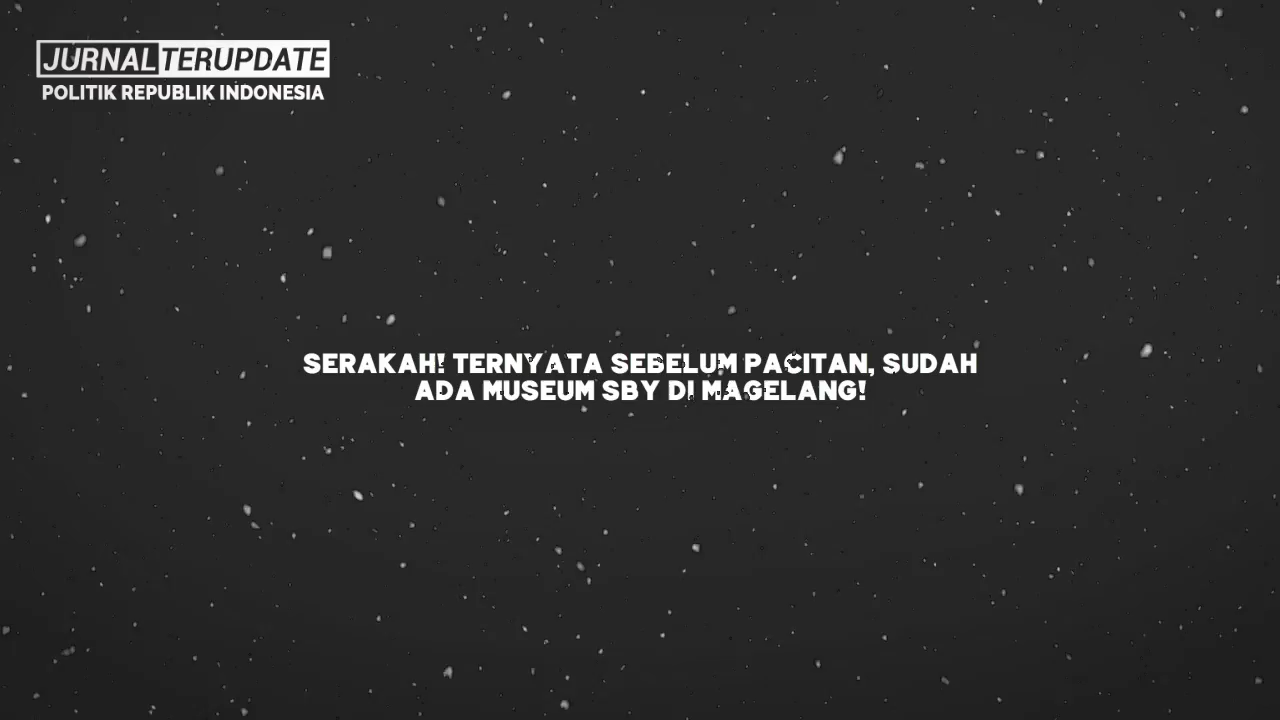 JURNALTERUPDATE
POLITIK REPUBLIK INDONESIA
SERAKAH! TERNYATA SEBELUM PACITAN, SUDAH
ADA MUSEUM SBY DI MAGELANG!